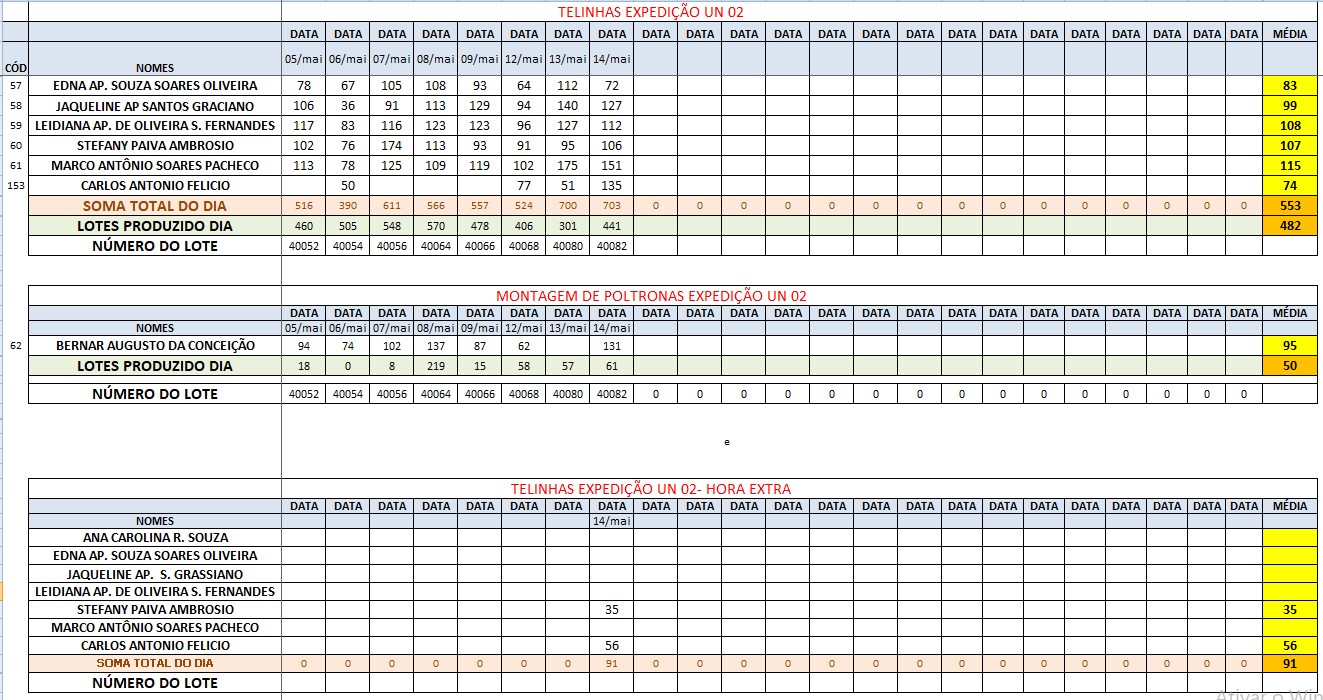 TELINHAS EXPEDIÇÃO UN 02
DATA DATA DATA DATA DATA DATA DATA DATA DATA DATA DATA DATA DATA DATA DATA DATA DATA DATA DATA DATA DATA DATA MÉDIA
CÓD NOMES 05/mai 06/mai 07/mai 08/mai 09/mai 12/mai 13/mai 14/mai
57 EDNA AP. SOUZA SOARES OLIVEIRA 78 67 105 108 93 64 112 72 83
58 JAQUELINE AP SANTOS GRACIANO 106 36 91 113 129 94 140 127 99
59 LEIDIANA AP. DE OLIVEIRA S. FERNANDES 117 83 116 123 123 96 127 112 108
60 STEFANY PAIVA AMBROSIO 102 76 174 113 93 91 95 106 107
61 MARCO ANTÔNIO SOARES PACHECO 113 78 125 109 119 102 175 151 115
153 CARLOS ANTONIO FELICIO 50 77 51 135 74
SOMA TOTAL DO DIA 516 390 611 566 557 524 700 703 0 0 0 0 0 0 0 0 0 0 0 0 0 0 553
LOTES PRODUZIDO DIA 460 505 548 570 478 406 301 441 482
NÚMERO DO LOTE 40052 40054 40056 40064 40066 40068 40080 40082
MONTAGEM DE POLTRONAS EXPEDIÇÃO UN 02
DATA DATA DATA DATA DATA DATA DATA DATA DATA DATA DATA DATA DATA DATA DATA DATA DATA DATA DATA DATA DATA DATA MÉDIA
NOMES 05/mai 06/mai 07/mai 08/mai 09/mai 12/mai 13/mai 14/mai
62 BERNAR AUGUSTO DA CONCEIÇÃO 94 74 102 137 87 62 131 95
LOTES PRODUZIDO DIA 18 0 8 219 15 58 57 61 50
NÚMERO DO LOTE 40052 40054 40056 40064 40066 40068 40080 40082 0 0 0 0 0 0 0 0 0 0 0 0 0 0
e
TELINHAS EXPEDIÇÃO UN 02- HORA EXTRA
DATA DATA DATA DATA DATA DATA DATA DATA DATA DATA DATA DATA DATA DATA DATA DATA DATA DATA DATA DATA DATA DATA MÉDIA
NOMES 14/mai
ANA CAROLINA R. SOUZA
EDNA AP. SOUZA SOARES OLIVEIRA
JAQUELINE AP. S. GRASSIANO
LEIDIANA AP. DE OLIVEIRA S. FERNANDES
STEFANY PAIVA AMBROSIO 35 35
MARCO ANTÔNIO SOARES PACHECO
CARLOS ANTONIO FELICIO 56 56
SOMA TOTAL DO DIA 0 0 0 0 0 0 0 91 0 0 0 0 0 0 0 0 0 0 0 0 0 0 91
NÚMERO DO LOTE
Ativar o Win